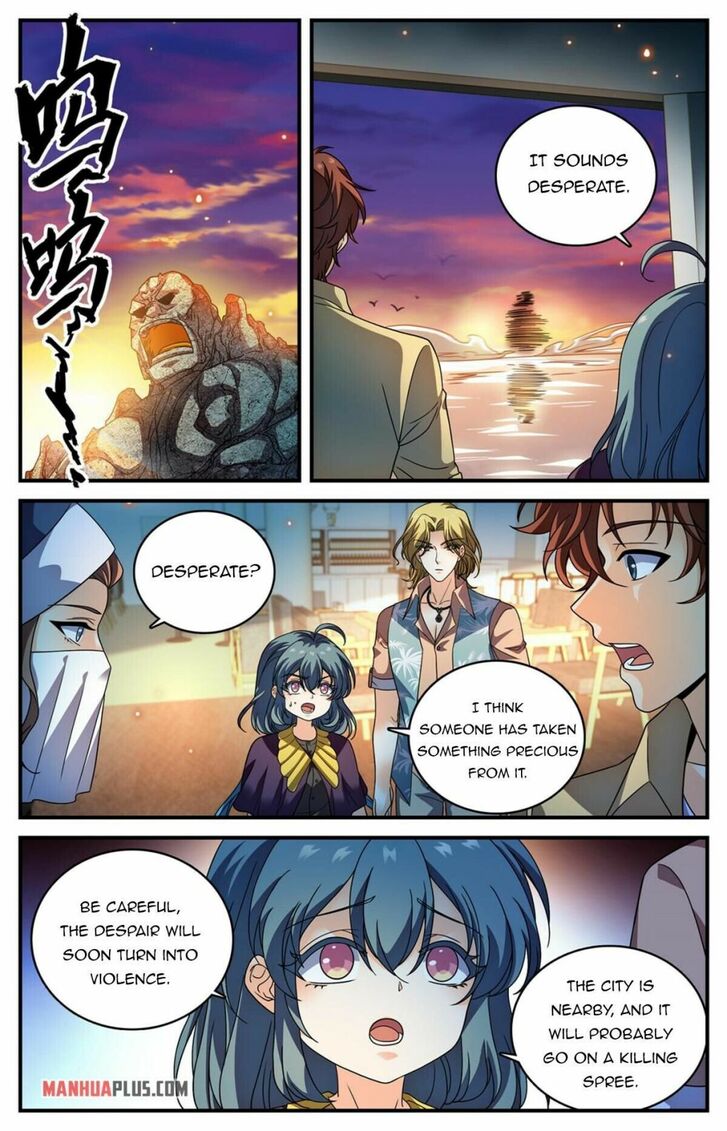 呜
呜
IT SOUNDS
DESPERATE.
DESPERATE?
I THINK
SOMEONE HAS TAKEN
SOMETHING PRECIOUS
FROM IT.
BE CAREFUL,
THE DESPAIR WILL
SOON TURN INTO
VIOLENCE.
THE CITY IS
NEARBY, AND IT
WILL PROBABLY
GO ON A KILLING
SPREE.
MANHUAPLUS.COM